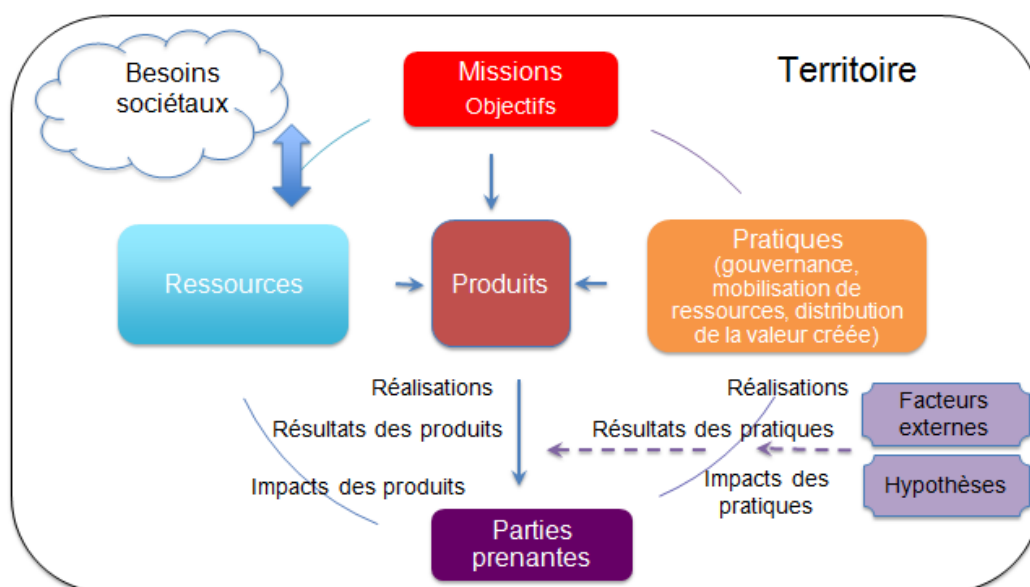 Besoins
sociétaux
Missions
Objectifs
Territoire
Ressources
Produits
Pratiques
(gouvernance,
mobilisation de
ressources, distribution
de la valeur créée)
Réalisations
Résultats des produits
Impacts des produits
Réalisations
Résultats des pratiques
Impacts des
pratiques
Facteurs
externes
Hypothèses
Parties
prenantes